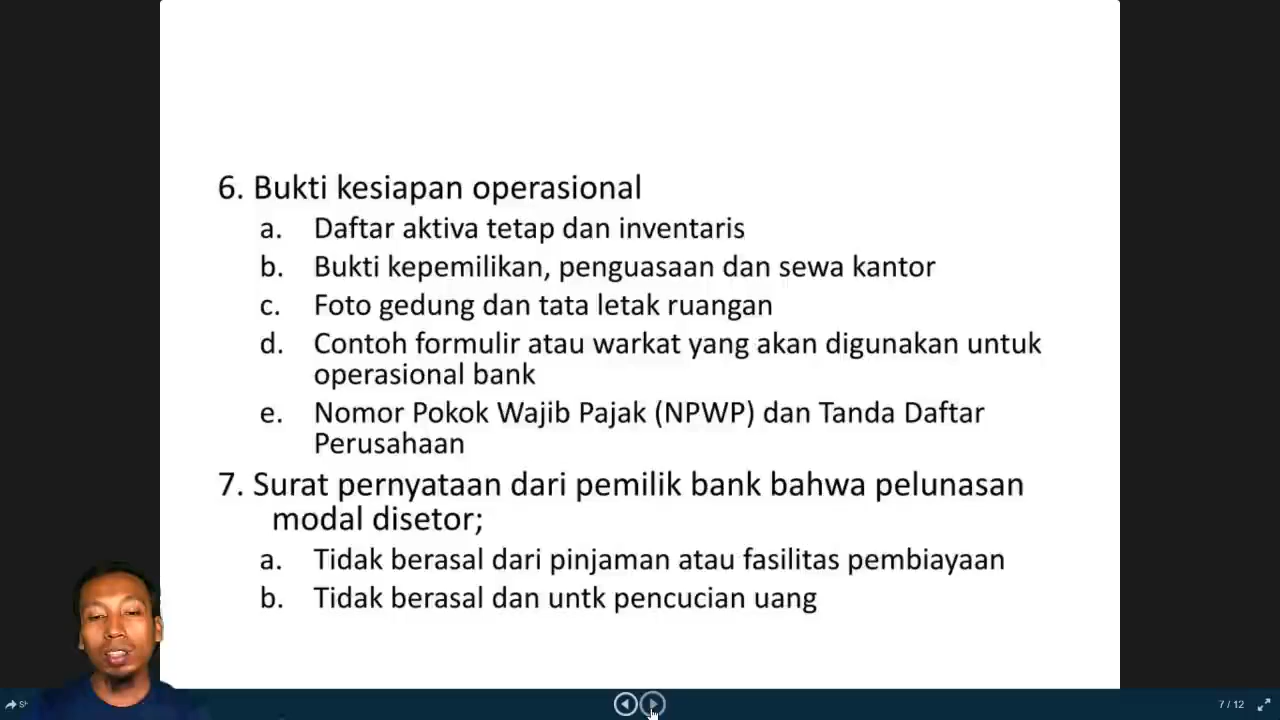 6. Bukti kesiapan operasional
a. Daftar aktiva tetap dan inventaris
b. Bukti kepemilikan, penguasaan dan sewa kantor
c. Foto gedung dan tata letak ruangan
d. Contoh formulir atau warkat yang akan digunakan untuk
operasional bank
e. Nomor Pokok Wajib Pajak (NPWP) dan Tanda Daftar
Perusahaan
7. Surat pernyataan dari pemilik bank bahwa pelunasan
modal disetor;
a. Tidak berasal dari pinjaman atau fasilitas pembiayaan
b. Tidak berasal dan untk pencucian uang
7 / 12